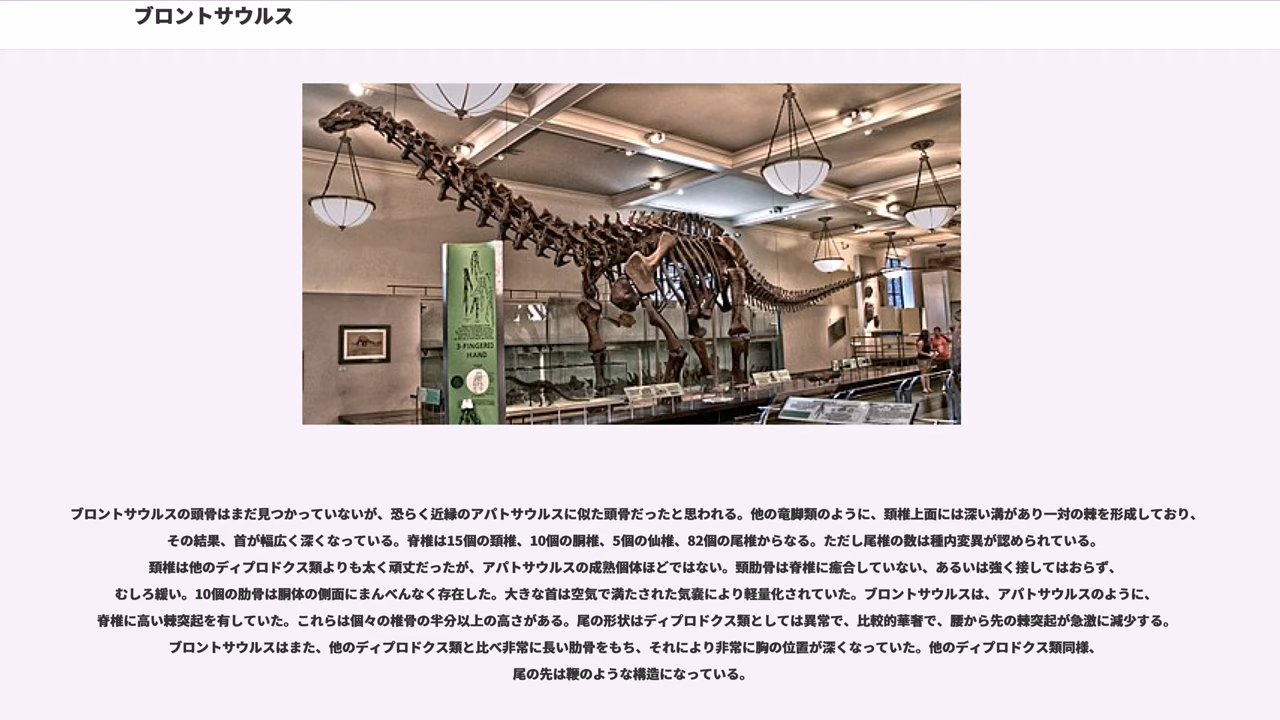 ブロントサウルス
3-FINGERED
HAND
ブロントサウルスの頭骨はまだ見つかっていないが、恐らく近縁のアパトサウルスに似た頭骨だったと思われる。他の竜脚類のように、頚椎上面には深い溝があり一対の棘を形成しており、
その結果、首が幅広く深くなっている。脊椎は15個の頚椎、10個の胴椎、5個の仙椎、82個の尾椎からなる。ただし尾椎の数は種内変異が認められている。
頚椎は他のディプロドクス類よりも太く頑丈だったが、アパトサウルスの成熟個体ほどではない。頸肋骨は脊椎に癒合していない、あるいは強く接してはおらず、
むしろ緩い。10個の肋骨は胴体の側面にまんべんなく存在した。大きな首は空気で満たされた気嚢により軽量化されていた。ブロントサウルスは、アパトサウルスのように、
脊椎に高い棘突起を有していた。これらは個々の椎骨の半分以上の高さがある。尾の形状はディプロドクス類としては異常で、比較的華奢で、腰から先の棘突起が急激に減少する。
ブロントサウルスはまた、他のディプロドクス類と比べ非常に長い肋骨をもち、それにより非常に胸の位置が深くなっていた。他のディプロドクス類同様、
尾の先は鞭のような構造になっている。